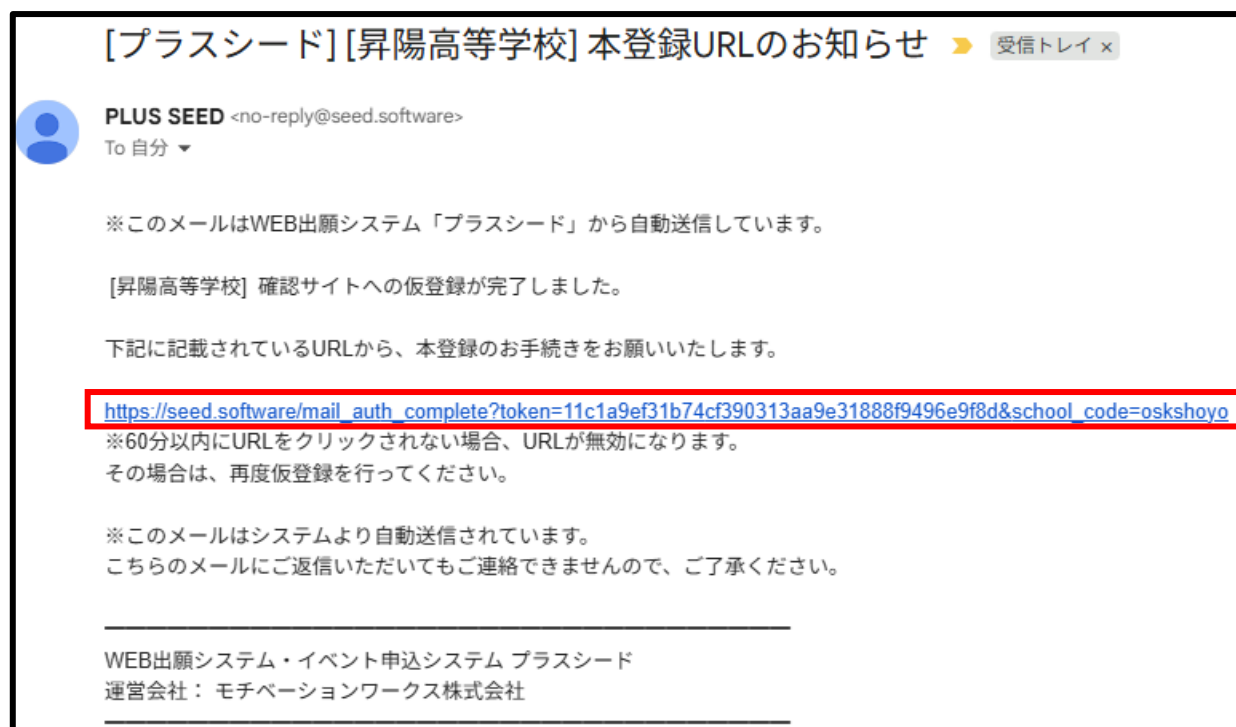 [プラスシード] [昇陽高等学校] 本登録URLのお知らせ 受信トレイ ×
PLUS SEED <no-reply@seed.software>
To 自分
※このメールはWEB出願システム「プラスシード」から自動送信しています。
[昇陽高等学校] 確認サイトへの仮登録が完了しました。
下記に記載されているURLから、本登録のお手続きをお願いいたします。
https://seed.software/mail_auth_complete?token=11c1a9ef31b74cf390313aa9e31888f9496e9f8d&school_code=oskshoyo
※60分以内にURLをクリックされない場合、URLが無効になります。
その場合は、再度仮登録を行ってください。
※このメールはシステムより自動送信されています。
こちらのメールにご返信いただいてもご連絡できませんので、ご了承ください。
WEB出願システム・イベント申込システム プラスシード
運営会社： モチベーションワークス株式会社